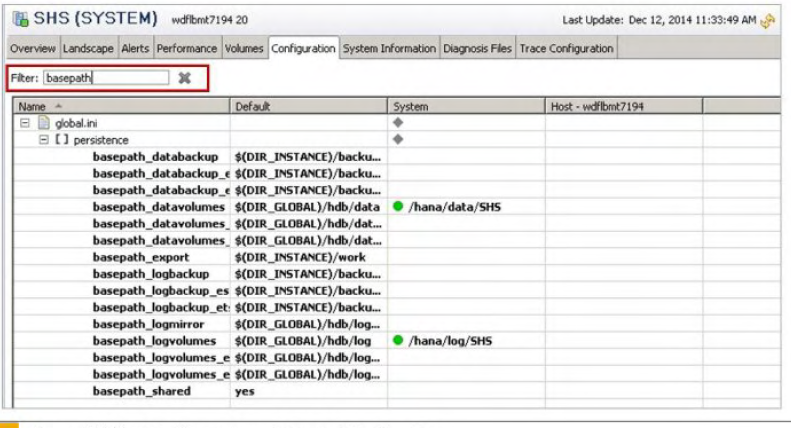 SHS (SYSTEM) wdflbmt7194 20 Last Update: Dec 12, 2014 11:33:49 AM
Overview Landscape Alerts Performance Volumes Configuration System Information Diagnosis Files Trace Configuration
Filter: basepath
Name Default System Host - wdflbmt7194
global.ini
[ ] persistence
basepath_databackup $(DIR_INSTANCE)/backu...
basepath_databackup_e $(DIR_INSTANCE)/backu...
basepath_databackup_e $(DIR_INSTANCE)/backu...
basepath_datavolumes $(DIR_GLOBAL)/hdb/data /hana/data/SHS
basepath_datavolumes_ $(DIR_GLOBAL)/hdb/dat...
basepath_datavolumes_ $(DIR_GLOBAL)/hdb/dat...
basepath_export $(DIR_INSTANCE)/work
basepath_logbackup $(DIR_INSTANCE)/backu...
basepath_logbackup_es $(DIR_INSTANCE)/backu...
basepath_logbackup_et: $(DIR_INSTANCE)/backu...
basepath_logmirror $(DIR_GLOBAL)/hdb/log...
basepath_logvolumes $(DIR_GLOBAL)/hdb/log /hana/log/SHS
basepath_logvolumes_e $(DIR_GLOBAL)/hdb/log...
basepath_logvolumes_e $(DIR_GLOBAL)/hdb/log...
basepath_shared yes